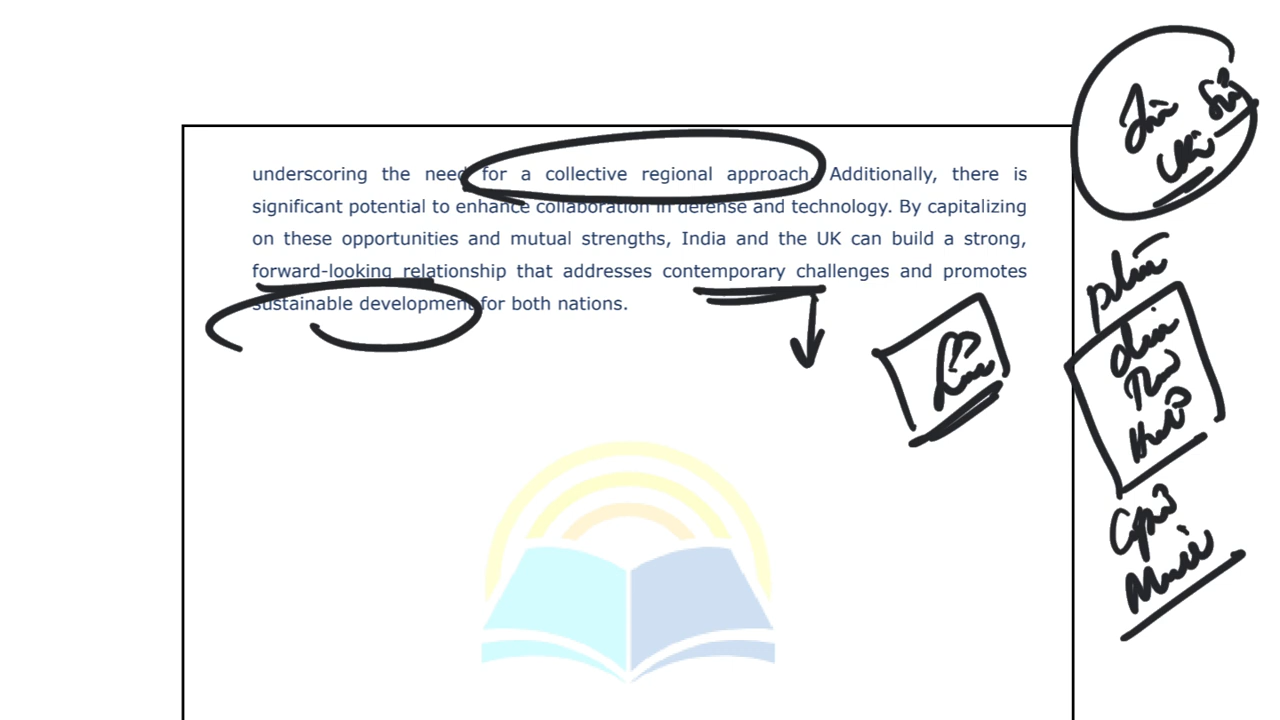 underscoring the need for a collective regional approach. Additionally, there is
significant potential to enhance collaboration in defense and technology. By capitalizing
on these opportunities and mutual strengths, India and the UK can build a strong,
forward-looking relationship that addresses contemporary challenges and promotes
sustainable development for both nations.